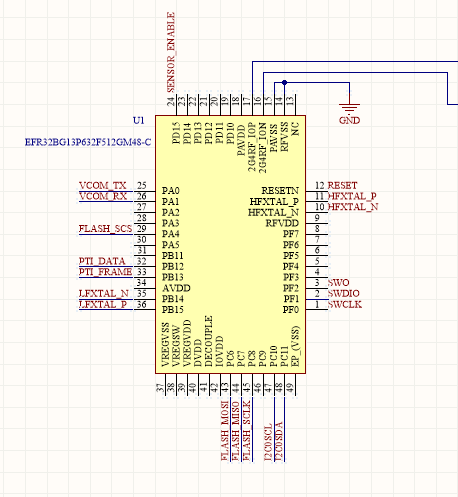 SENSOR_ENABLE
24 23 22 21 20 19 18 17 16 15 14 13
PD15 PD14 PD13 PD12 PD11 PD10 PAVDD 2G4RF_IOP 2G4RF_ION PAVSS RFVSS NC
GND
U1
EFR32BG13P632F512GM48-C
VCOM_TX 25 PA0
VCOM_RX 26 PA1
27 PA2
28 PA3
FLASH_SCS 29 PA4
30 PA5
31 PB11
PTI_DATA 32 PB12
PTI_FRAME 33 PB13
34 AVDD
LFXTAL_N 35 PB14
LFXTAL_P 36 PB15
RESETN 12 RESET
HFXTAL_P 11 HFXTAL_P
HFXTAL_N 10 HFXTAL_N
RFVDD 9
PF7 8
PF6 7
PF5 6
PF4 5
PF3 4
PF2 3 SWO
PF1 2 SWDIO
PF0 1 SWCLK
VREGVSS VREGSW VREGVDD DVDD DECOUPLE IOVDD PC6 PC7 PC8 PC9 PC10 PC11 EP_(VSS)
37 38 39 40 41 42 43 44 45 46 47 48 49
FLASH_MOSI
FLASH_MISO
FLASH_SCLK
I2C0SCL
I2C0SDA